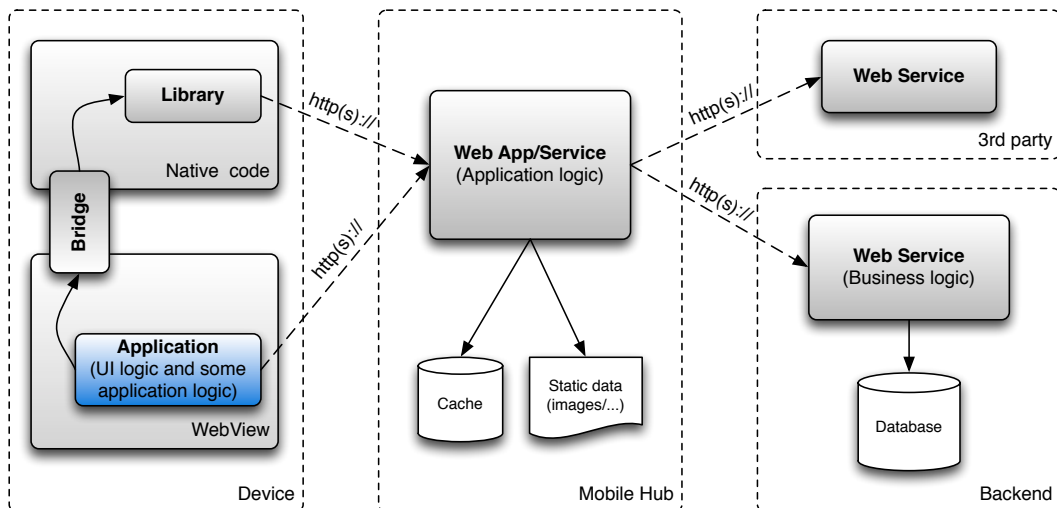 Library
Native code
Bridge
Application
(UI logic and some
application logic)
WebView
Device
http(s)://
http(s)://
Web App/Service
(Application logic)
Cache
Static data
(images/...)
Mobile Hub
http(s)://
http(s)://
Web Service
3rd party
Web Service
(Business logic)
Database
Backend